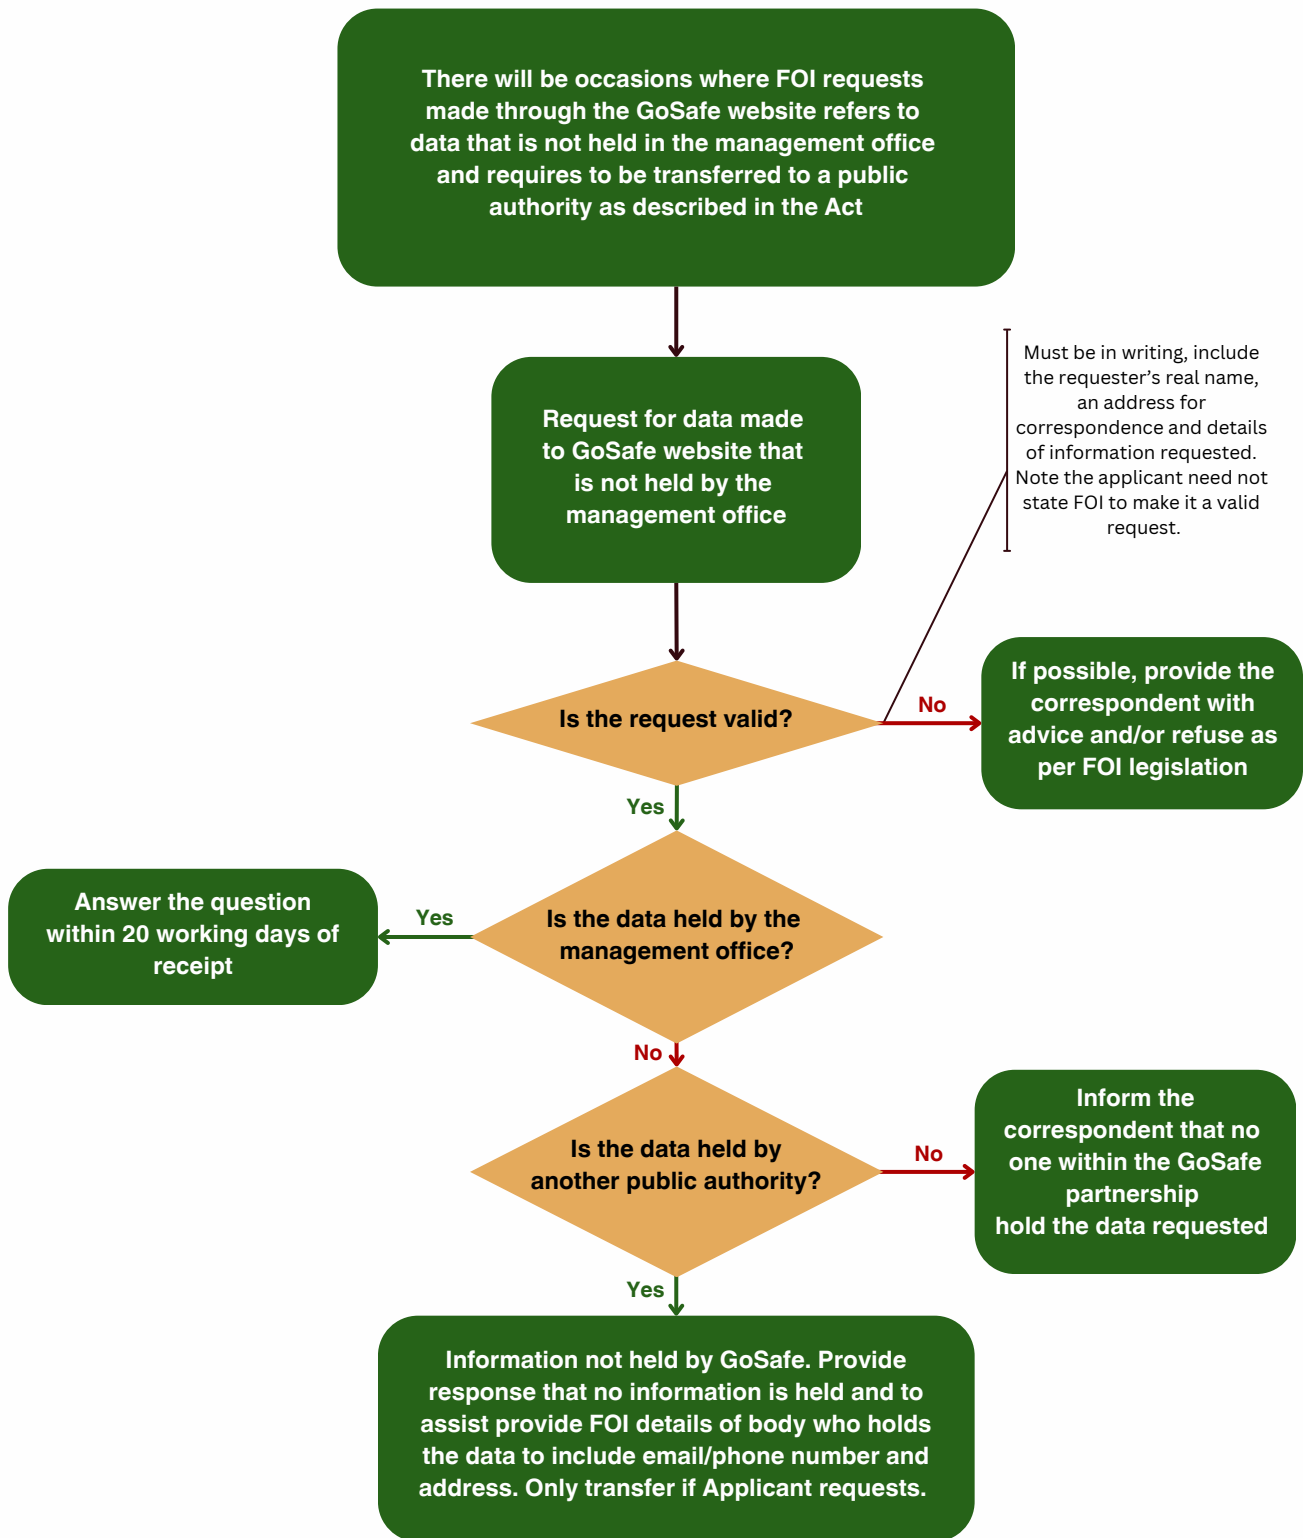 There will be occasions where FOI requests
made through the GoSafe website refers to
data that is not held in the management office
and requires to be transferred to a public
authority as described in the Act
Request for data made
to GoSafe website that
is not held by the
management office
Must be in writing, include
the requester’s real name,
an address for
correspondence and details
of information requested.
Note the applicant need not
state FOI to make it a valid
request.
Is the request valid?
No
If possible, provide the
correspondent with
advice and/or refuse as
per FOI legislation
Yes
Is the data held by the
management office?
Yes
Answer the question
within 20 working days of
receipt
No
Is the data held by
another public authority?
No
Inform the
correspondent that no
one within the GoSafe
partnership
hold the data requested
Yes
Information not held by GoSafe. Provide
response that no information is held and to
assist provide FOI details of body who holds
the data to include email/phone number and
address. Only transfer if Applicant requests.